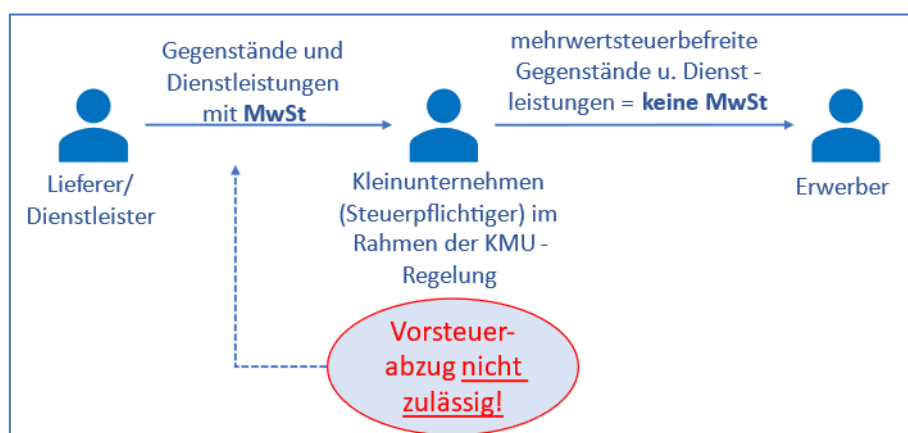 Gegenstände und
Dienstleistungen
mit MwSt
mehrwertsteuerbefreite
Gegenstände u. Dienst -
leistungen = keine MwSt
Lieferer/
Dienstleister
Kleinunternehmen
(Steuerpflichtiger) im
Rahmen der KMU -
Regelung
Erwerber
Vorsteuer-
abzug nicht
zulässig!